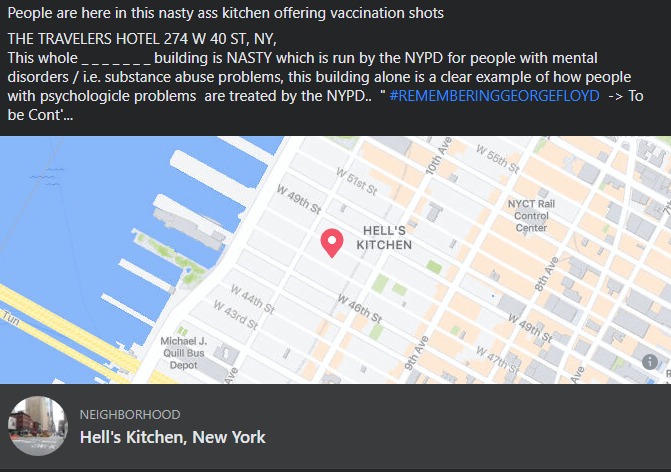 People are here in this nasty ass kitchen offering vaccination shots
THE TRAVELERS HOTEL 274 W 40 ST, NY,
This whole _ _ _ _ _ _ _ building is NASTY which is run by the NYPD for people with mental
disorders / i.e. substance abuse problems, this building alone is a clear example of how people
with psychologicle problems are treated by the NYPD.. " #REMEMBERINGGEORGEFLOYD -> To
be Cont'...
10th Ave
W 55th St
W 51st St
W 49th St
NYCT Rail
Control
Center
HELL'S
KITCHEN
8th Ave
W 44th St
W 46th St
W 43rd St
W 49th St
Tun
Michael J.
Quill Bus
Depot
9th Ave
W 47th St
Ave
Ave
NEIGHBORHOOD
Hell's Kitchen, New York